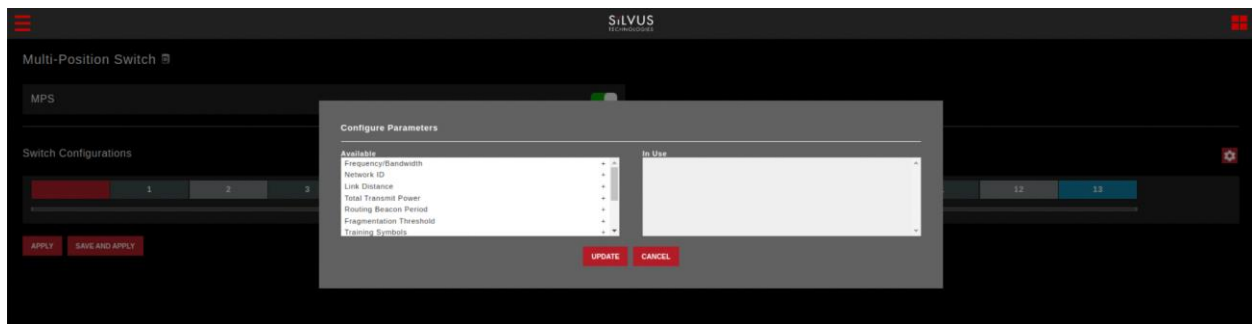 SiLVUS
TECHNOLOGIES
Multi-Position Switch
MPS
Configure Parameters
Available
In Use
Frequency/Bandwidth +
Network ID +
Link Distance +
Total Transmit Power +
Routing Beacon Period +
Fragmentation Threshold +
Training Symbols +
Switch Configurations
1 2 3 12 13
APPLY SAVE AND APPLY
UPDATE CANCEL